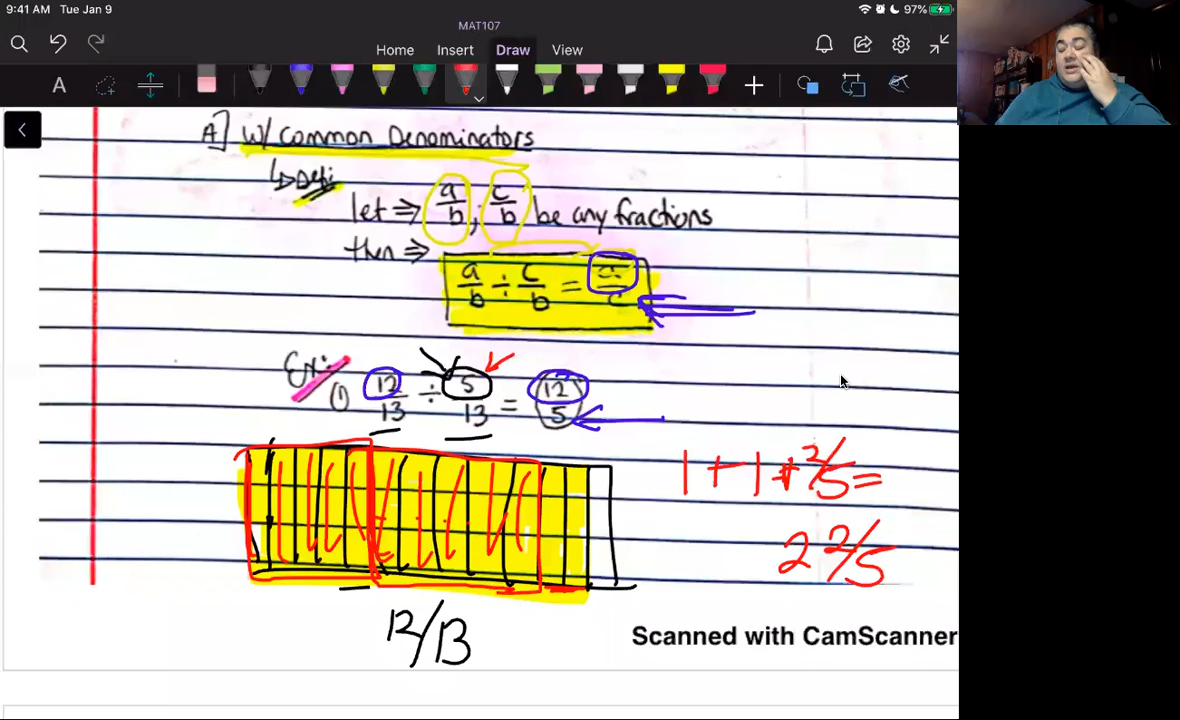 9:41 AM Tue Jan 9
97%
MAT107
Home Insert Draw View
A
A] W/ Common Denominators
↳ Def:
let ⇒ a/b, c/b be any fractions
then ⇒
a/b ÷ c/b = a/c
Ex:
① 12/13 ÷ 5/13 = 12/5
1 + 1 + 2/5 =
2 2/5
12/13
Scanned with CamScanner